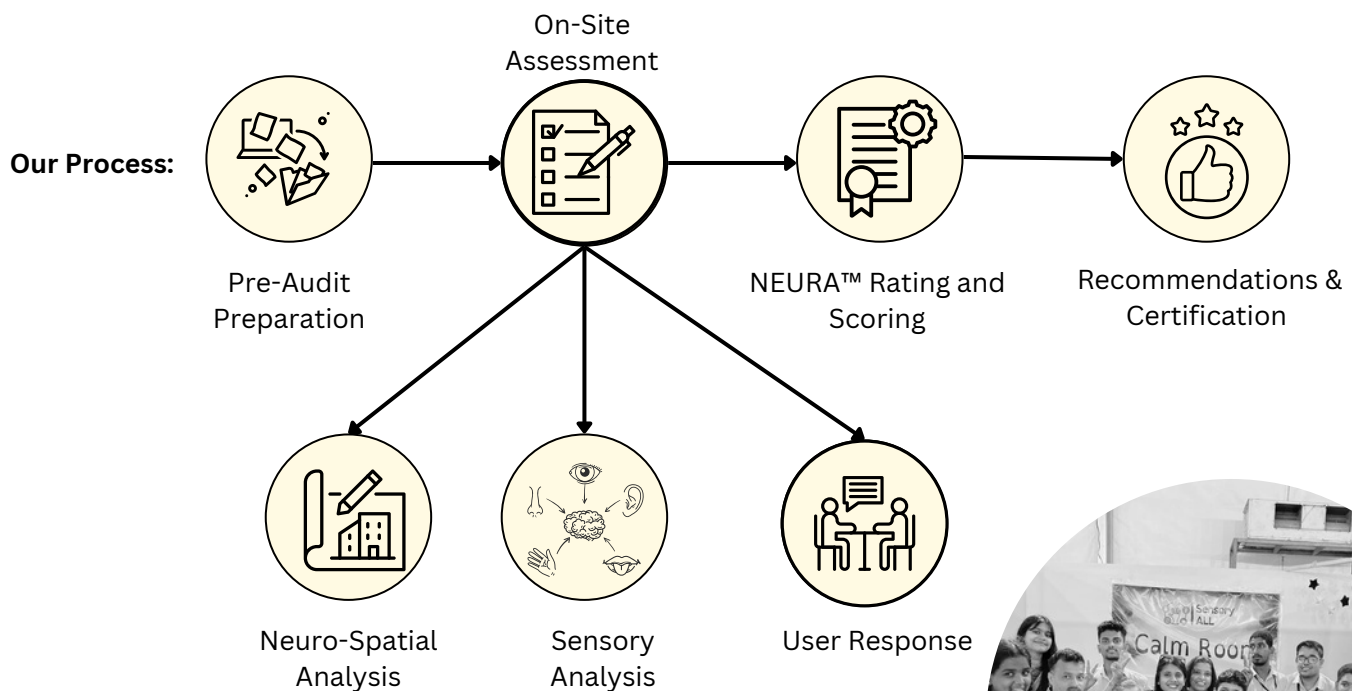 On-Site
Assessment
Our Process:
Pre-Audit
Preparation
NEURA™ Rating and
Scoring
Recommendations &
Certification
Neuro-Spatial
Analysis
Sensory
Analysis
User Response
Sensory
ALL
Calm Room